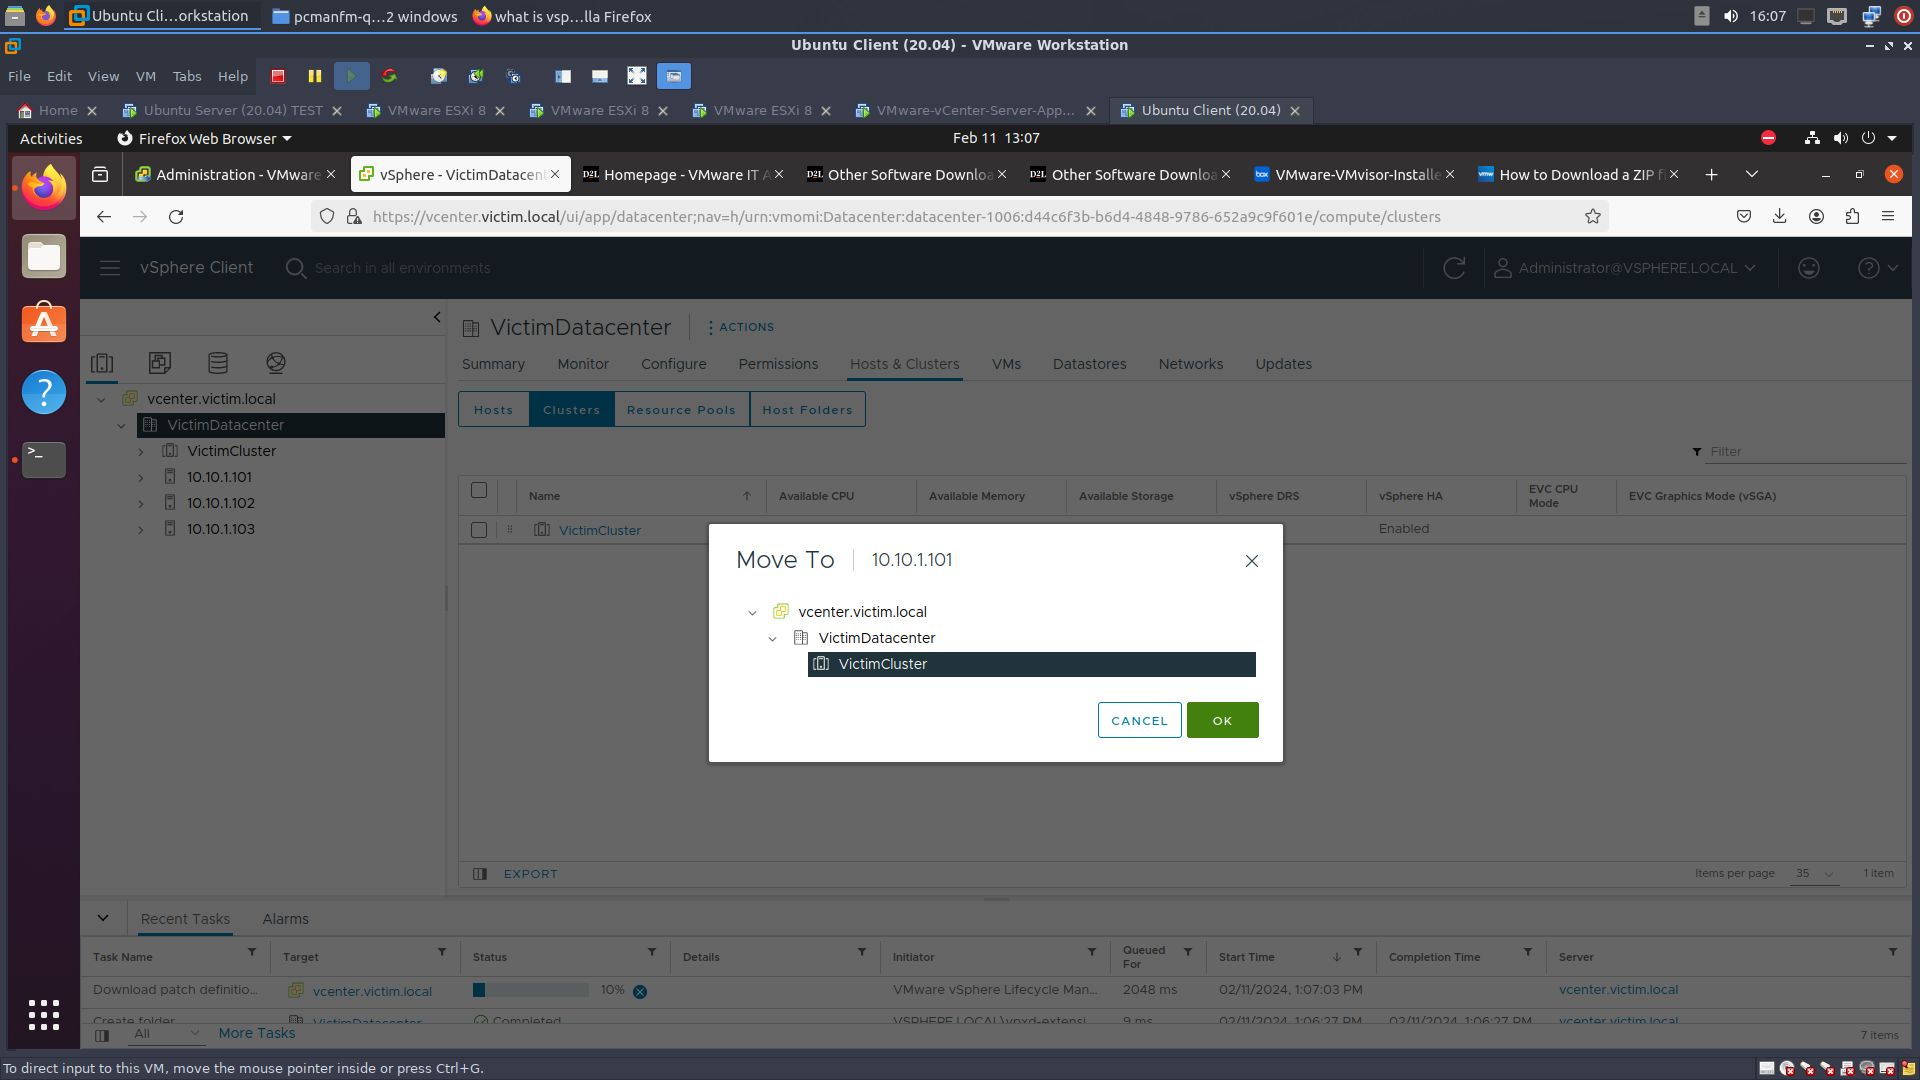 Ubuntu Cli...orkstation
pcmanfm-q...2 windows
what is vsp...lla Firefox
16:07
Ubuntu Client (20.04) - VMware Workstation
File Edit View VM Tabs Help
Home
Ubuntu Server (20.04) TEST
VMware ESXi 8
VMware ESXi 8
VMware ESXi 8
VMware-vCenter-Server-App...
Ubuntu Client (20.04)
Activities
Firefox Web Browser
Feb 11 13:07
Administration - VMware
vSphere - VictimDatacen
D2L Homepage - VMware IT A
D2L Other Software Downloa
D2L Other Software Downloa
box VMware-VMvisor-Installe
vmw How to Download a ZIP f
https://vcenter.victim.local/ui/app/datacenter;nav=h/urn:vmomi:Datacenter:datacenter-1006:d44c6f3b-b6d4-4848-9786-652a9c9f601e/compute/clusters
vSphere Client
Search in all environments
Administrator@VSPHERE.LOCAL
VictimDatacenter
ACTIONS
Summary Monitor Configure Permissions Hosts & Clusters VMs Datastores Networks Updates
vcenter.victim.local
VictimDatacenter
VictimCluster
10.10.1.101
10.10.1.102
10.10.1.103
Hosts Clusters Resource Pools Host Folders
Filter
Name Available CPU Available Memory Available Storage vSphere DRS vSphere HA EVC CPU Mode EVC Graphics Mode (vSGA)
VictimCluster Enabled
Move To 10.10.1.101
vcenter.victim.local
VictimDatacenter
VictimCluster
CANCEL OK
EXPORT
Items per page 35 1 item
Recent Tasks Alarms
Task Name Target Status Details Initiator Queued For Start Time Completion Time Server
Download patch definitio... vcenter.victim.local 10% VMware vSphere Lifecycle Man... 2048 ms 02/11/2024, 1:07:03 PM vcenter.victim.local
Create folder VictimDatacenter Completed VSPHERE.LOCAL\vpxd-extensi... 9 ms 02/11/2024, 1:06:27 PM 02/11/2024, 1:06:27 PM vcenter.victim.local
All More Tasks
7 items
To direct input to this VM, move the mouse pointer inside or press Ctrl+G.